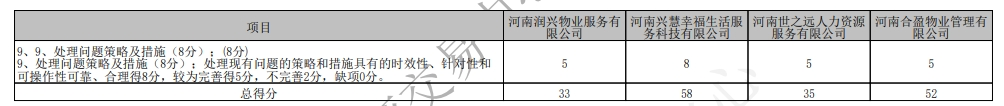 项目
河南润兴物业服务有
限公司
河南兴慧幸福生活服
务科技有限公司
河南世之远人力资源
服务有限公司
河南合盈物业管理有
限公司
9、9、处理问题策略及措施（8分）；(8分)
9、处理问题策略及措施（8分）；处理现有问题的策略和措施具有的时效性、针对性和
可操作性可靠、合理得8分，较为完善得5分，不完善2分，缺项0分。
5
8
5
5
总得分
33
58
35
52
交易
心